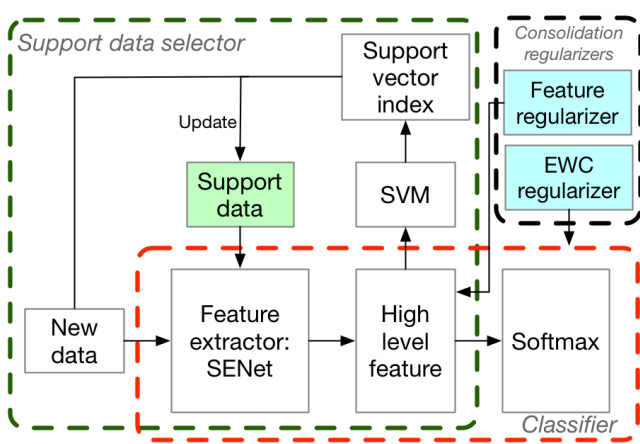 Support data selector
Support
vector
index
Consolidation
regularizers
Feature
regularizer
Update
EWC
regularizer
Support
data
SVM
New
data
Feature
extractor:
SENet
High
level
feature
Softmax
Classifier